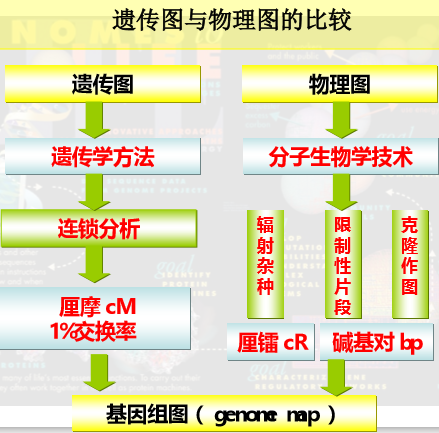 遗传图与物理图的比较
遗传图
物理图
遗传学方法
分子生物学技术
连锁分析
辐射杂种
限制性片段
克隆作图
厘摩 cM
1%交换率
厘镭 cR
碱基对 bp
基因组图（ genome map ）